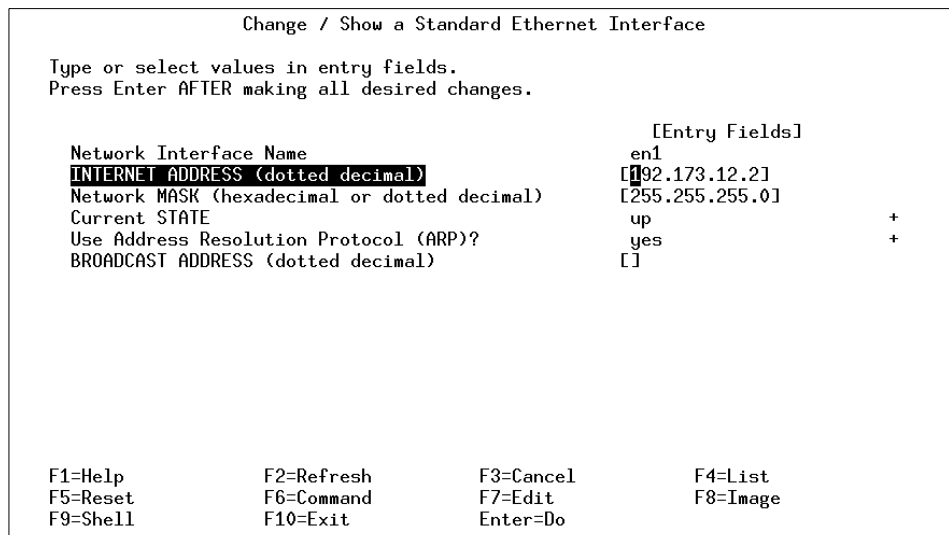 Change / Show a Standard Ethernet Interface
Type or select values in entry fields.
Press Enter AFTER making all desired changes.
[Entry Fields]
Network Interface Name en1
INTERNET ADDRESS (dotted decimal) [192.173.12.2]
Network MASK (hexadecimal or dotted decimal) [255.255.255.0]
Current STATE up +
Use Address Resolution Protocol (ARP)? yes +
BROADCAST ADDRESS (dotted decimal) []
F1=Help F2=Refresh F3=Cancel F4=List
F5=Reset F6=Command F7=Edit F8=Image
F9=Shell F10=Exit Enter=Do